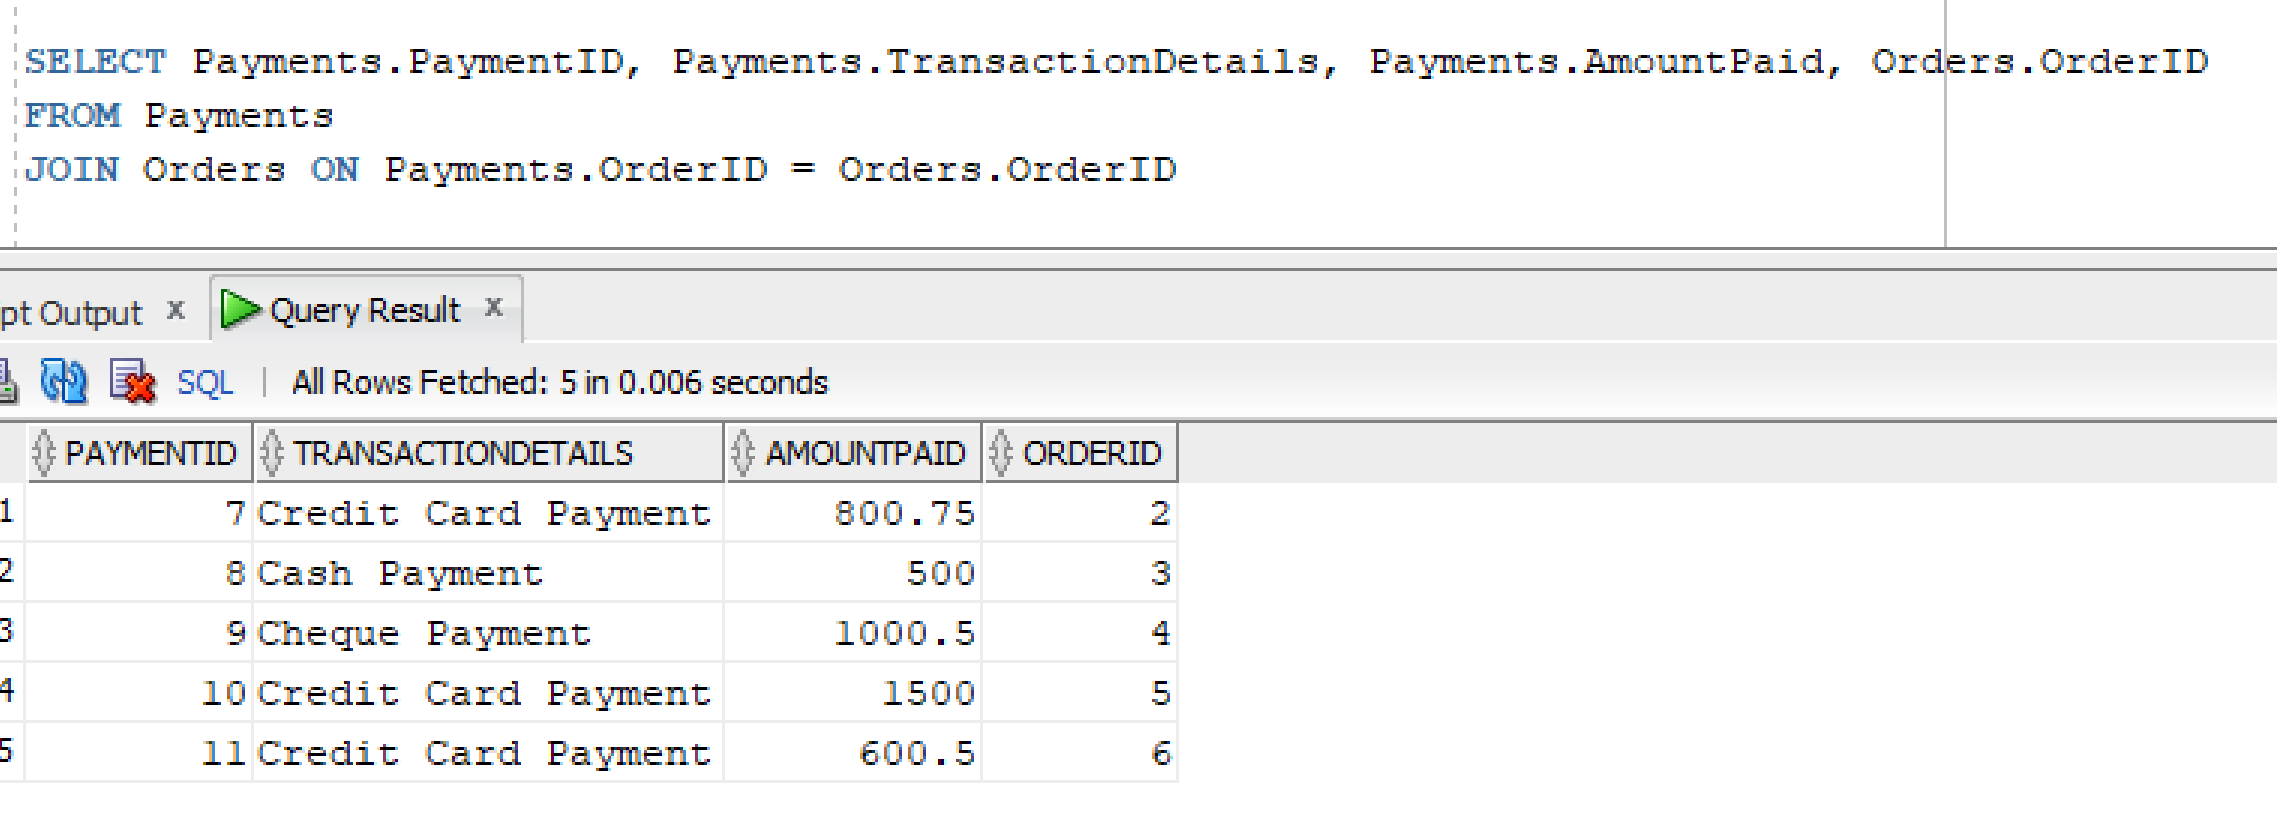 SELECT Payments.PaymentID, Payments.TransactionDetails, Payments.AmountPaid, Orders.OrderID
FROM Payments
JOIN Orders ON Payments.OrderID = Orders.OrderID
pt Output x Query Result x
SQL | All Rows Fetched: 5 in 0.006 seconds
PAYMENTID TRANSACTIONDETAILS AMOUNTPAID ORDERID
1 7 Credit Card Payment 800.75 2
2 8 Cash Payment 500 3
3 9 Cheque Payment 1000.5 4
4 10 Credit Card Payment 1500 5
5 11 Credit Card Payment 600.5 6